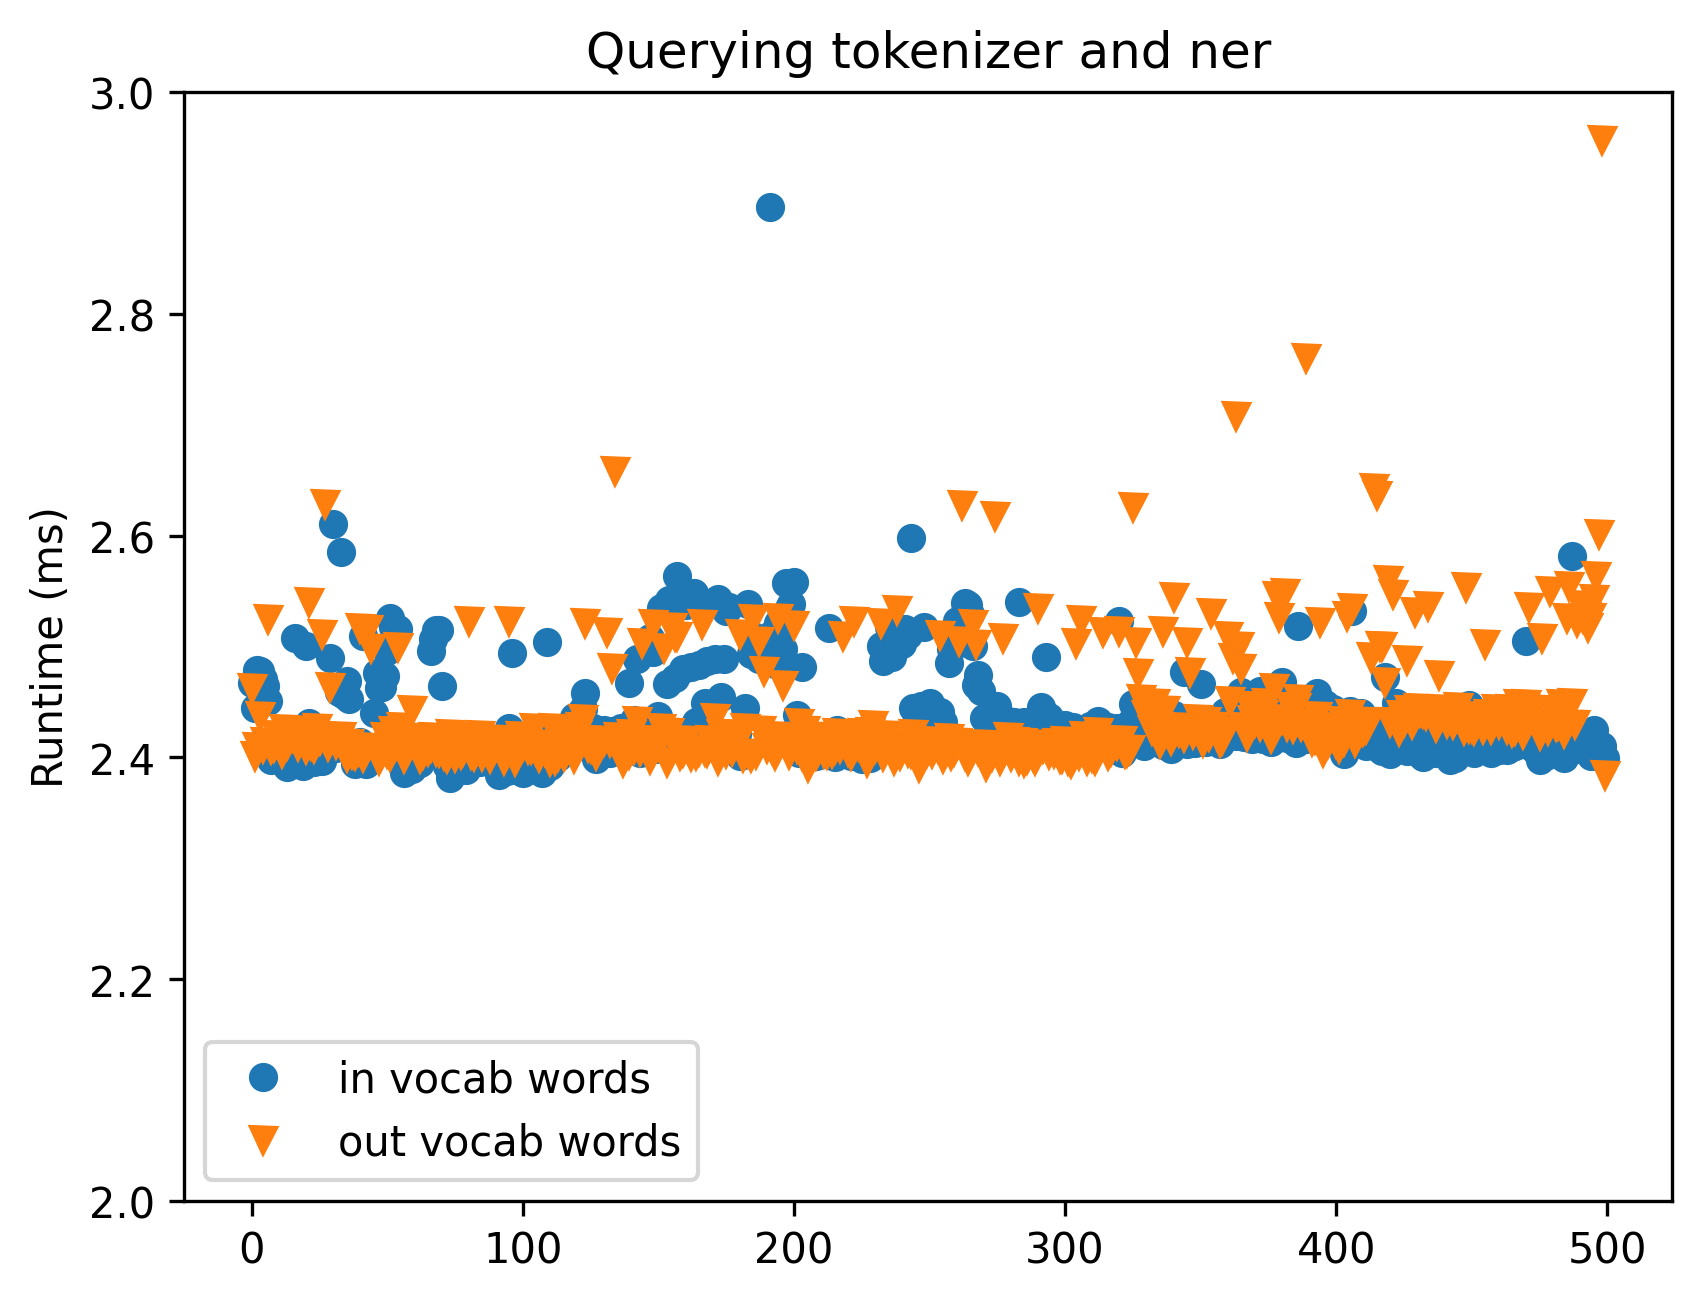 Querying tokenizer and ner
Runtime (ms)
3.0
2.8
2.6
2.4
2.2
2.0
in vocab words
out vocab words
0 100 200 300 400 500